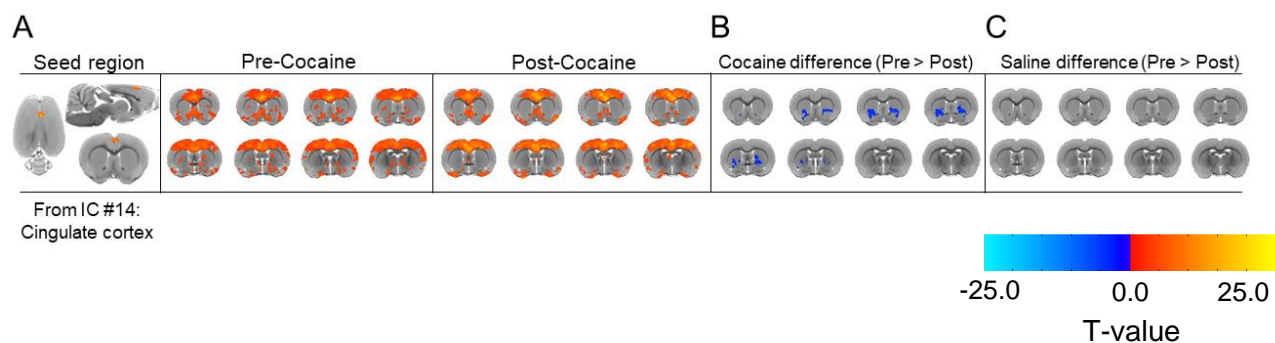 A
B
C
Seed region
Pre-Cocaine
Post-Cocaine
Cocaine difference (Pre > Post)
Saline difference (Pre > Post)
From IC #14:
Cingulate cortex
-25.0
0.0
25.0
T-value